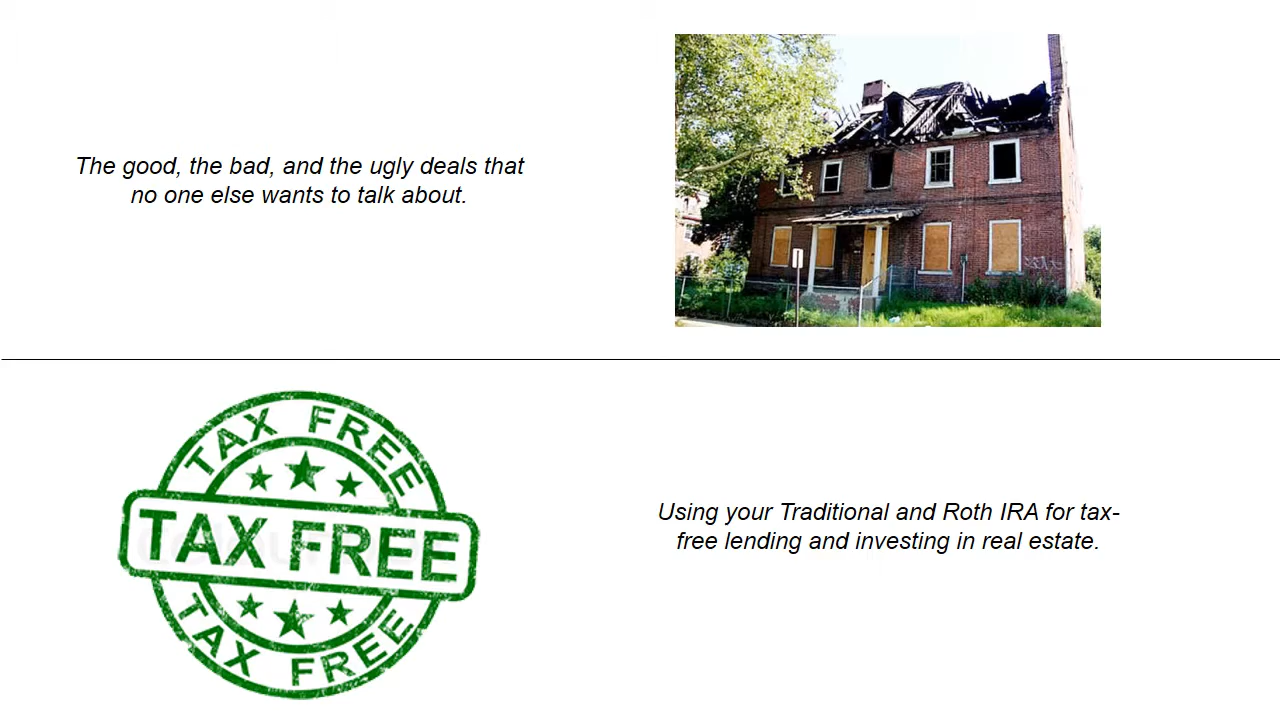 The good, the bad, and the ugly deals that
no one else wants to talk about.
TAX FREE
TAX FREE
TAX FREE
Using your Traditional and Roth IRA for tax-
free lending and investing in real estate.